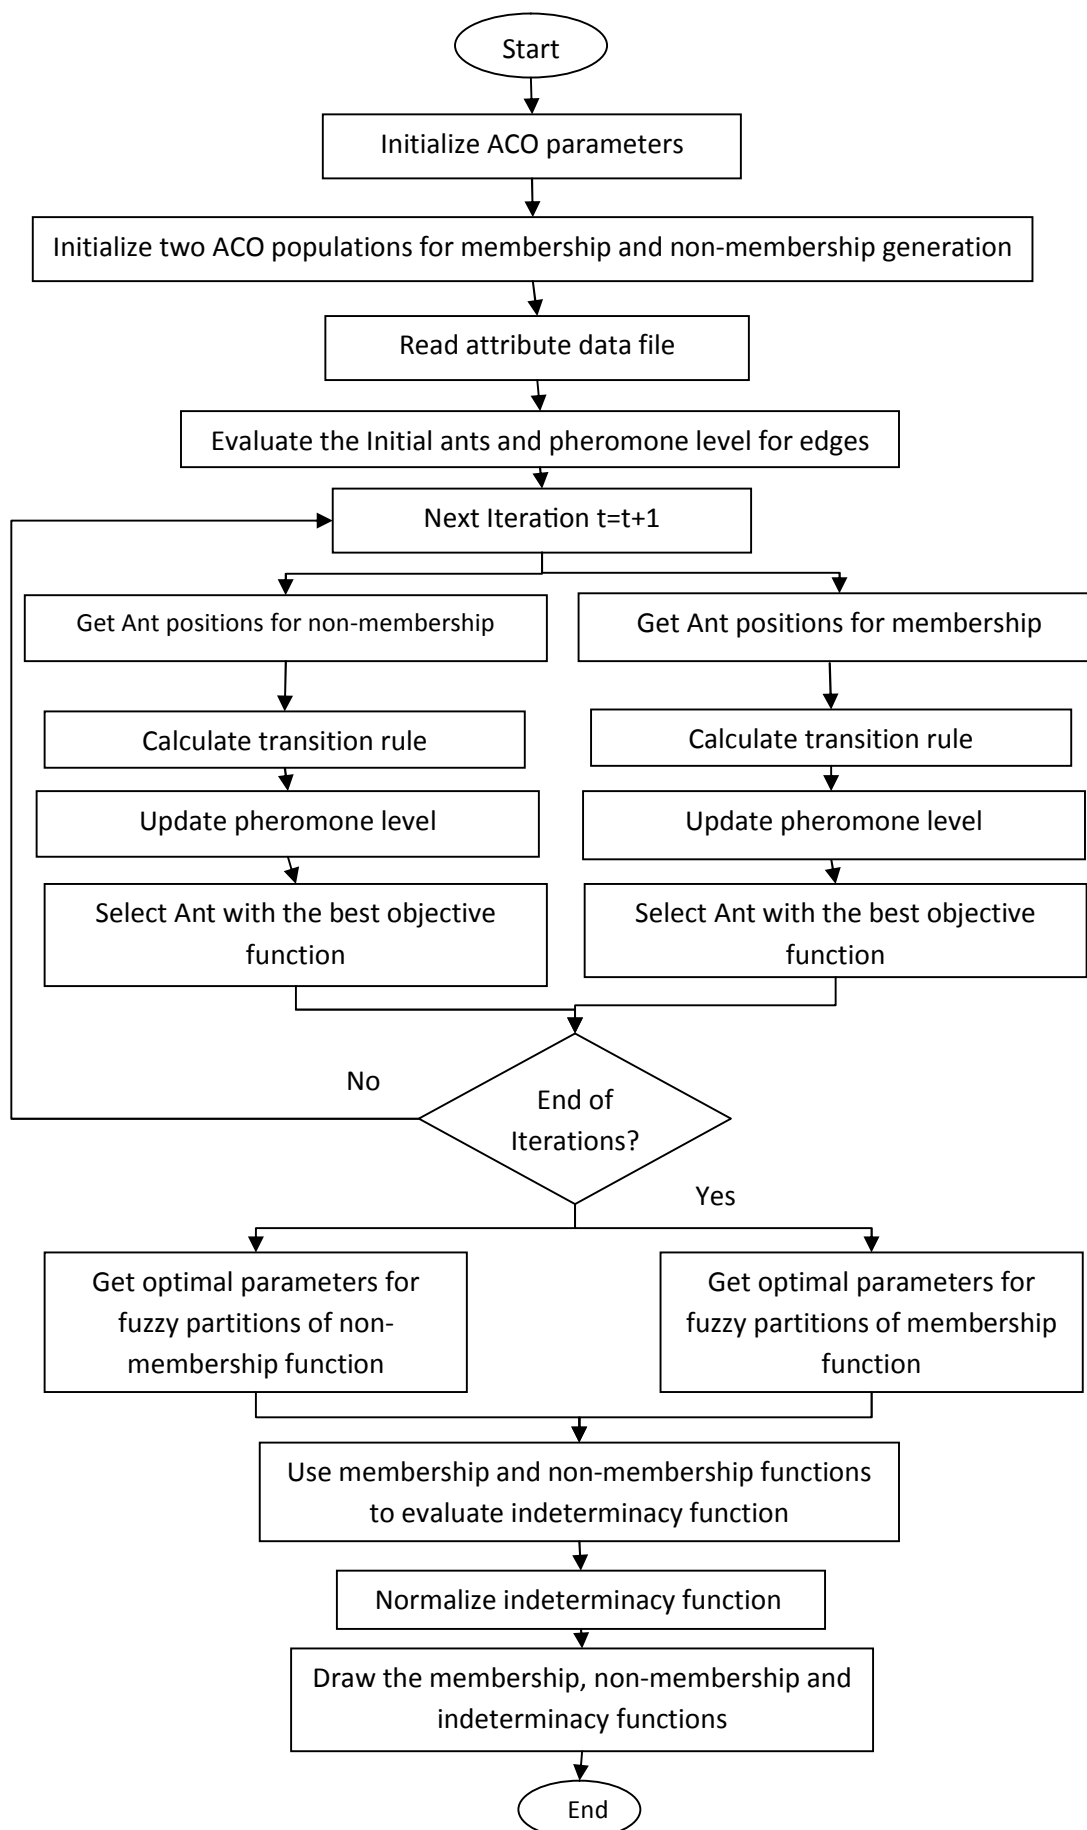 Start
Initialize ACO parameters
Initialize two ACO populations for membership and non-membership generation
Read attribute data file
Evaluate the Initial ants and pheromone level for edges
Next Iteration t=t+1
Get Ant positions for non-membership
Get Ant positions for membership
Calculate transition rule
Calculate transition rule
Update pheromone level
Update pheromone level
Select Ant with the best objective
function
Select Ant with the best objective
function
No
End of
Iterations?
Yes
Get optimal parameters for
fuzzy partitions of non-
membership function
Get optimal parameters for
fuzzy partitions of membership
function
Use membership and non-membership functions
to evaluate indeterminacy function
Normalize indeterminacy function
Draw the membership, non-membership and
indeterminacy functions
End